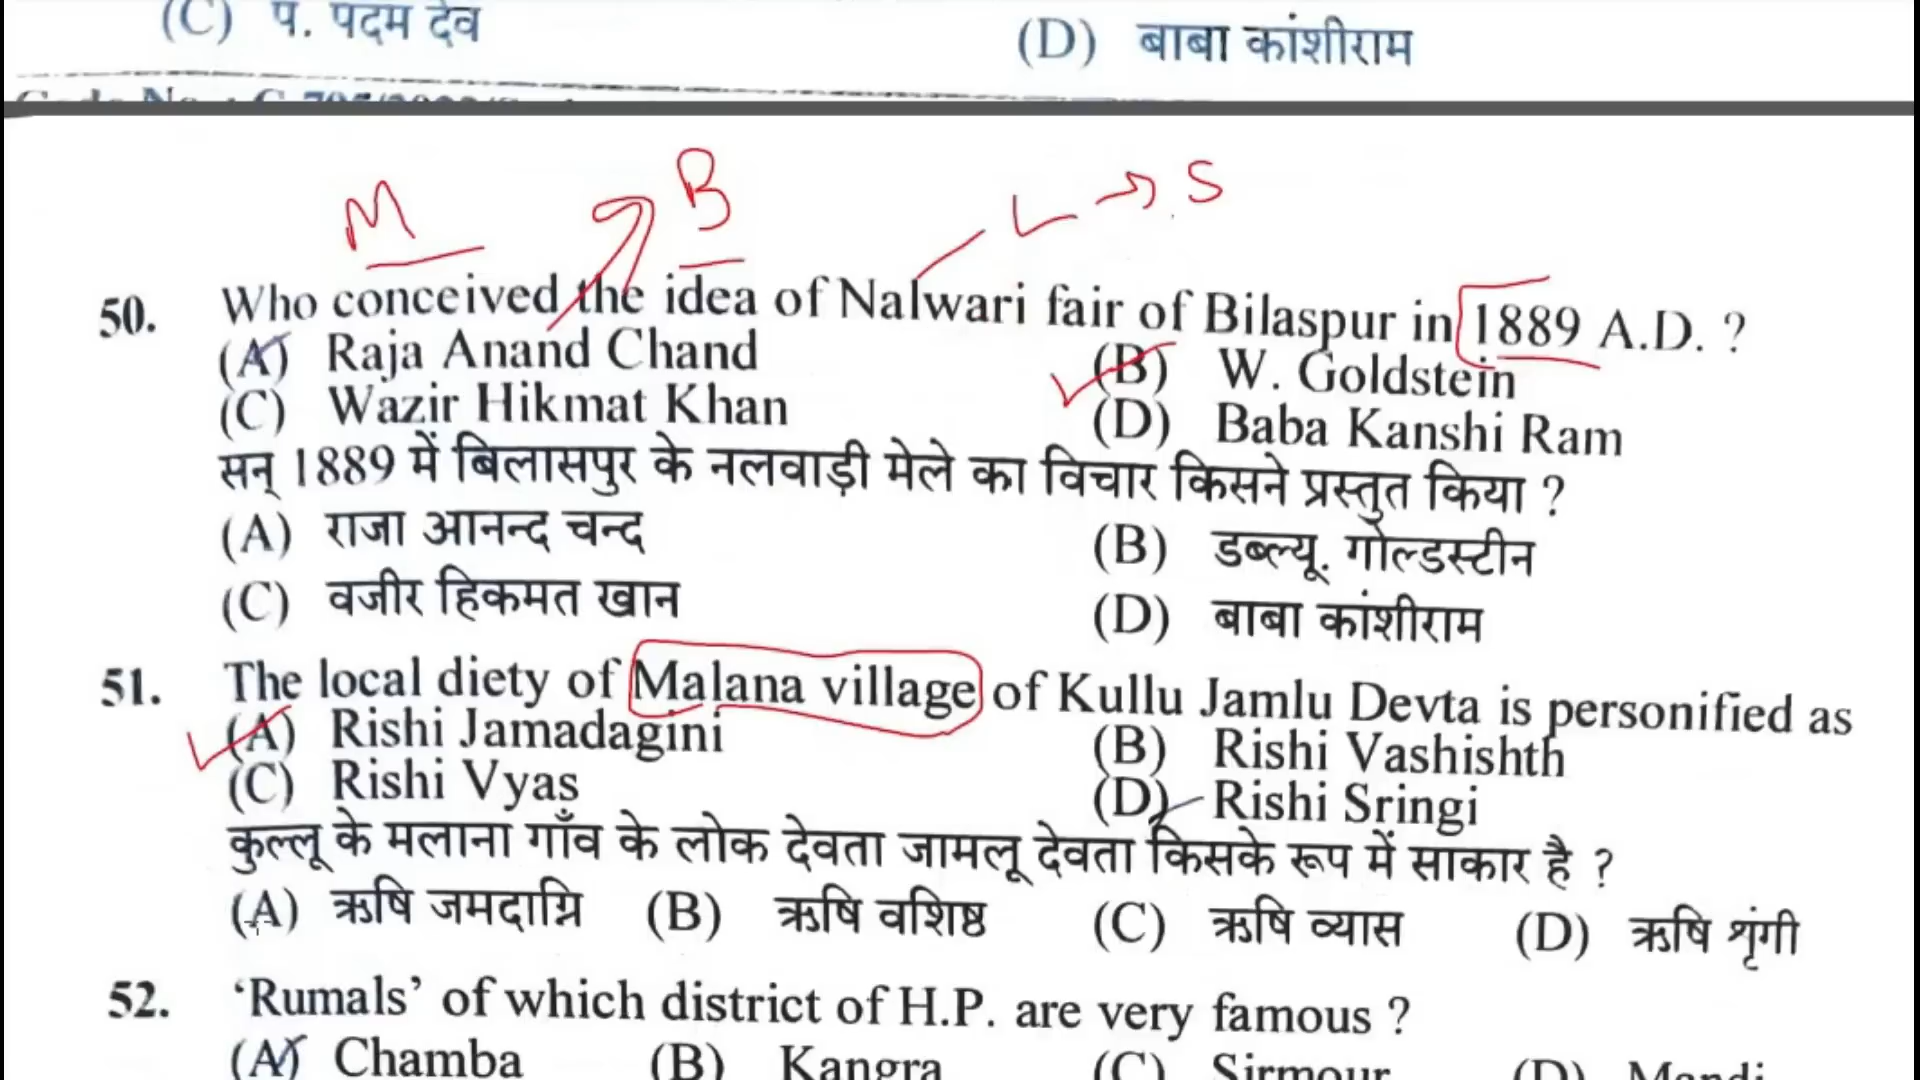 (C) प. पदम देव (D) बाबा कांशीराम
M B L → S
50. Who conceived the idea of Nalwari fair of Bilaspur in 1889 A.D. ?
(A) Raja Anand Chand (B) W. Goldstein
(C) Wazir Hikmat Khan (D) Baba Kanshi Ram
सन् 1889 में बिलासपुर के नलवाड़ी मेले का विचार किसने प्रस्तुत किया ?
(A) राजा आनन्द चन्द (B) डब्ल्यू. गोल्डस्टीन
(C) वजीर हिकमत खान (D) बाबा कांशीराम
51. The local diety of Malana village of Kullu Jamlu Devta is personified as
(A) Rishi Jamadagini (B) Rishi Vashishth
(C) Rishi Vyas (D) Rishi Sringi
कुल्लू के मलाना गाँव के लोक देवता जामलू देवता किसके रूप में साकार है ?
(A) ऋषि जमदाग्नि (B) ऋषि वशिष्ठ (C) ऋषि व्यास (D) ऋषि शृंगी
52. ‘Rumals’ of which district of H.P. are very famous ?
(A) Chamba (B) Kangra (C) Sirmour (D) Mandi